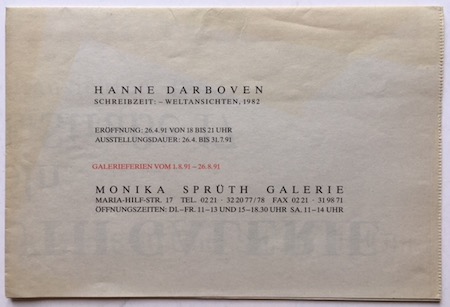 HANNE DARBOVEN
SCHREIBZEIT: – WELTANSICHTEN, 1982
ERÖFFNUNG: 26.4.91 VON 18 BIS 21 UHR
AUSSTELLUNGSDAUER: 26.4. BIS 31.7.91
GALERIEFERIEN VOM 1.8.91 – 26.8.91
MONIKA SPRÜTH GALERIE
MARIA-HILF-STR. 17 TEL. 02 21 · 32 20 77/78 FAX 02 21 · 31 98 71
ÖFFNUNGSZEITEN: DI.–FR. 11–13 UND 15–18.30 UHR SA. 11–14 UHR